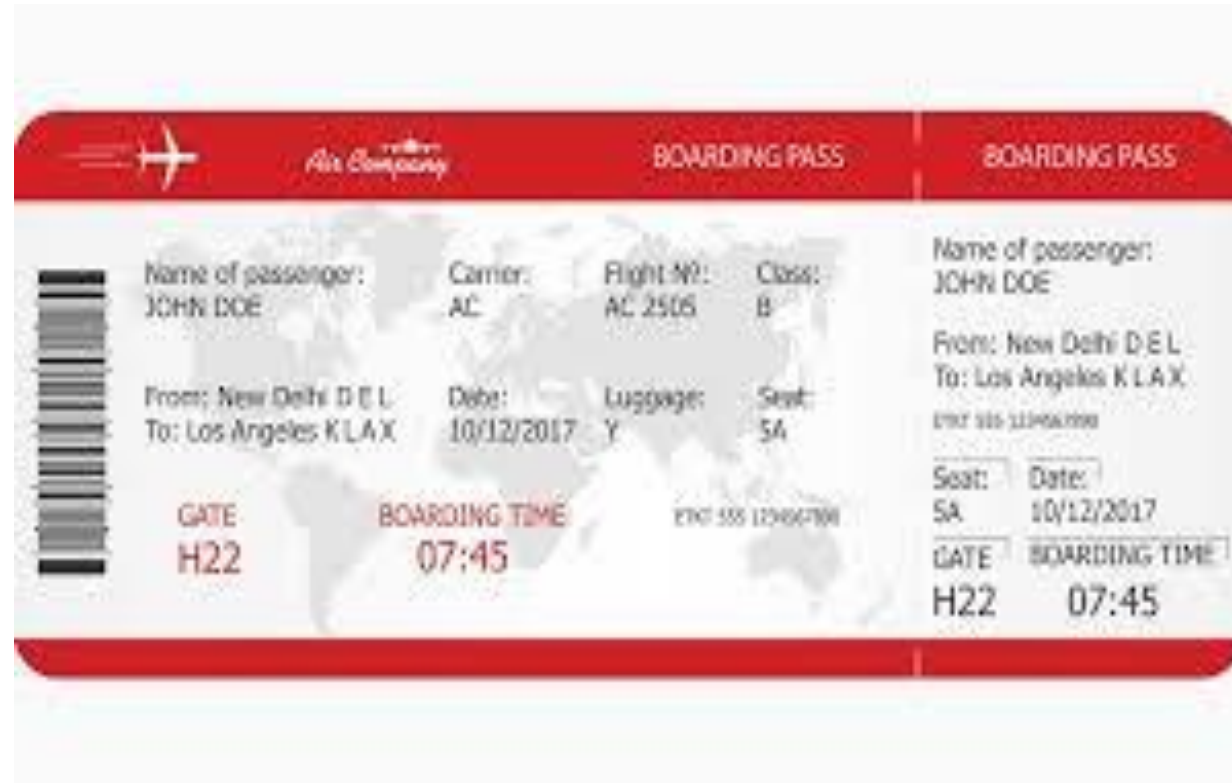 Air Company
BOARDING PASS
BOARDING PASS
Name of passenger:
JOHN DOE
Carrier:
AC
Flight Nº:
AC 2505
Class:
B
From: New Delhi D E L
To: Los Angeles K L A X
Date:
10/12/2017
Luggage:
Y
Seat:
5A
GATE
H22
BOARDING TIME
07:45
Name of passenger:
JOHN DOE
From: New Delhi D E L
To: Los Angeles K L A X
Seat:
5A
Date:
10/12/2017
GATE
H22
BOARDING TIME
07:45